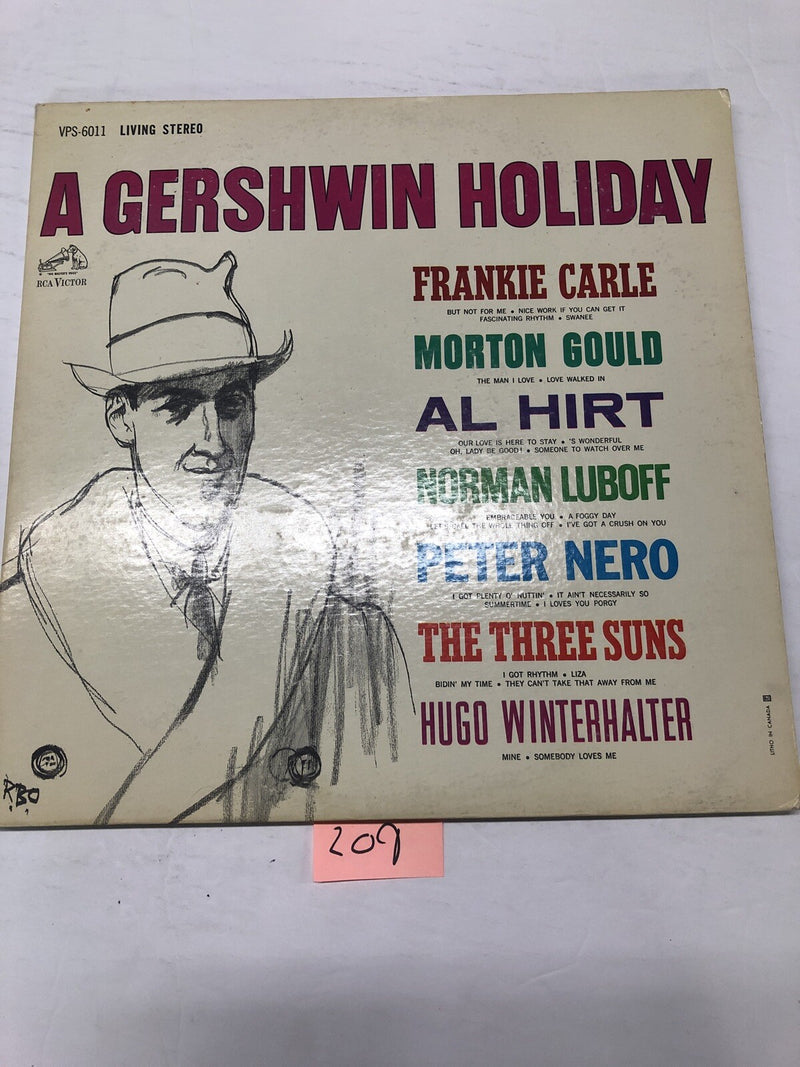 VPS-6011 LIVING STEREO
A GERSHWIN HOLIDAY
"HIS MASTER'S VOICE"
RCA VICTOR
FRANKIE CARLE
BUT NOT FOR ME • NICE WORK IF YOU CAN GET IT
FASCINATING RHYTHM • SWANEE
MORTON GOULD
THE MAN I LOVE • LOVE WALKED IN
AL HIRT
OUR LOVE IS HERE TO STAY • 'S WONDERFUL
OH, LADY BE GOOD! • SOMEONE TO WATCH OVER ME
NORMAN LUBOFF
EMBRACEABLE YOU • A FOGGY DAY
LET'S CALL THE WHOLE THING OFF • I'VE GOT A CRUSH ON YOU
PETER NERO
I GOT PLENTY O' NUTTIN' • IT AIN'T NECESSARILY SO
SUMMERTIME • I LOVES YOU PORGY
THE THREE SUNS
I GOT RHYTHM • LIZA
BIDIN' MY TIME • THEY CAN'T TAKE THAT AWAY FROM ME
HUGO WINTERHALTER
MINE • SOMEBODY LOVES ME
LITHO IN CANADA
R.B.O
209